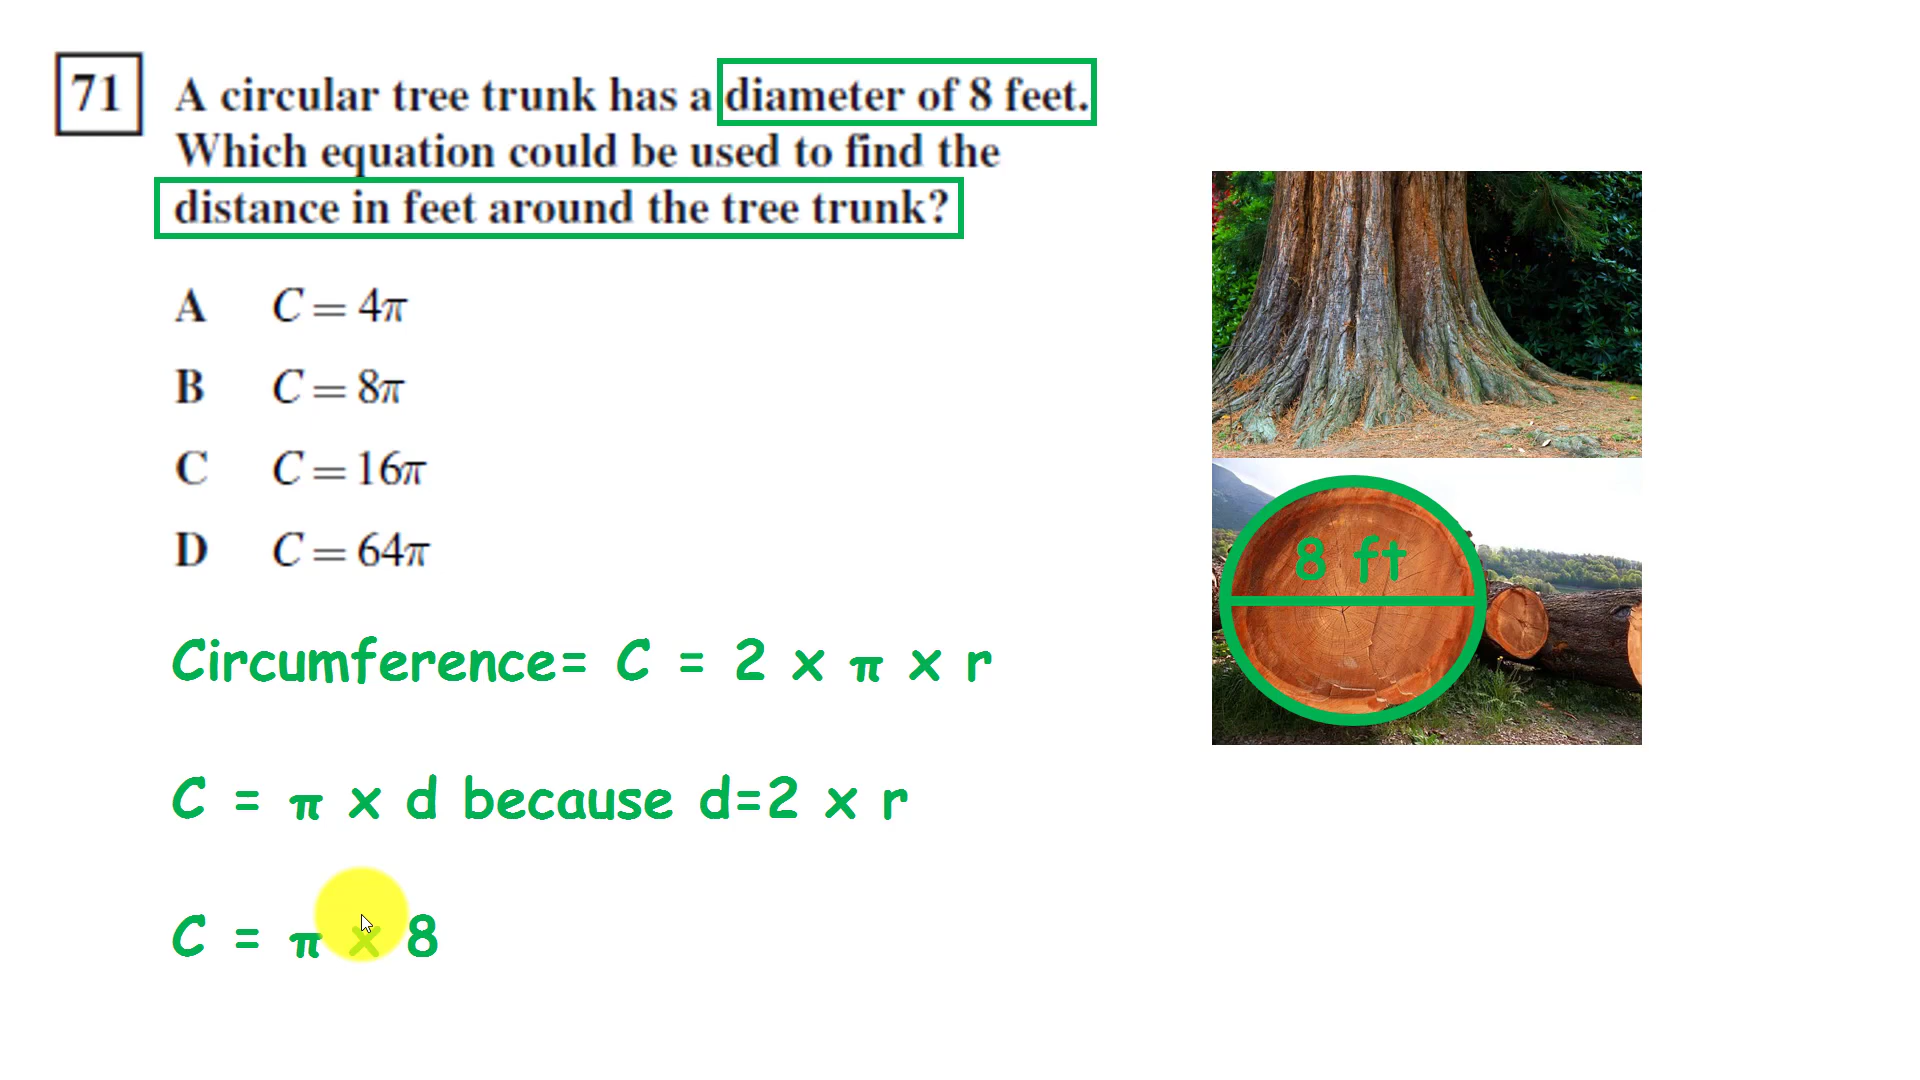 71 A circular tree trunk has a diameter of 8 feet.
Which equation could be used to find the
distance in feet around the tree trunk?
A C = 4π
B C = 8π
C C = 16π
D C = 64π
8 ft
Circumference= C = 2 x π x r
C = π x d because d=2 x r
C = π x 8